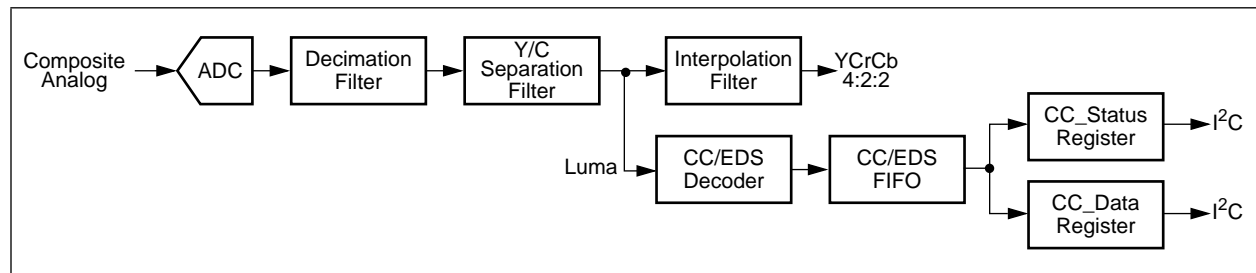 Composite
Analog
ADC
Decimation
Filter
Y/C
Separation
Filter
Interpolation
Filter
YCrCb
4:2:2
Luma
CC/EDS
Decoder
CC/EDS
FIFO
CC_Status
Register
I²C
CC_Data
Register
I²C